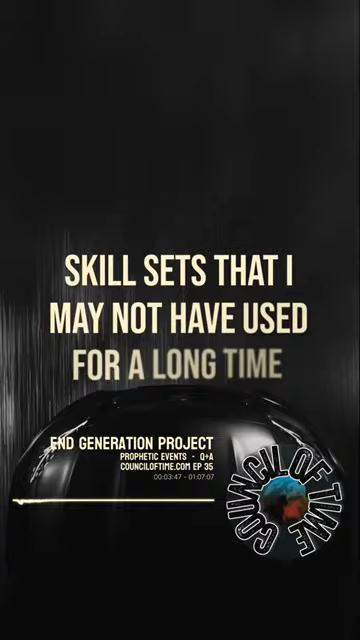 SKILL SETS THAT I
MAY NOT HAVE USED
FOR A LONG TIME
END GENERATION PROJECT
PROPHETIC EVENTS - Q+A
COUNCILOFTIME.COM EP 35
00:03:47 - 01:07:07
COUNCIL OF TIME